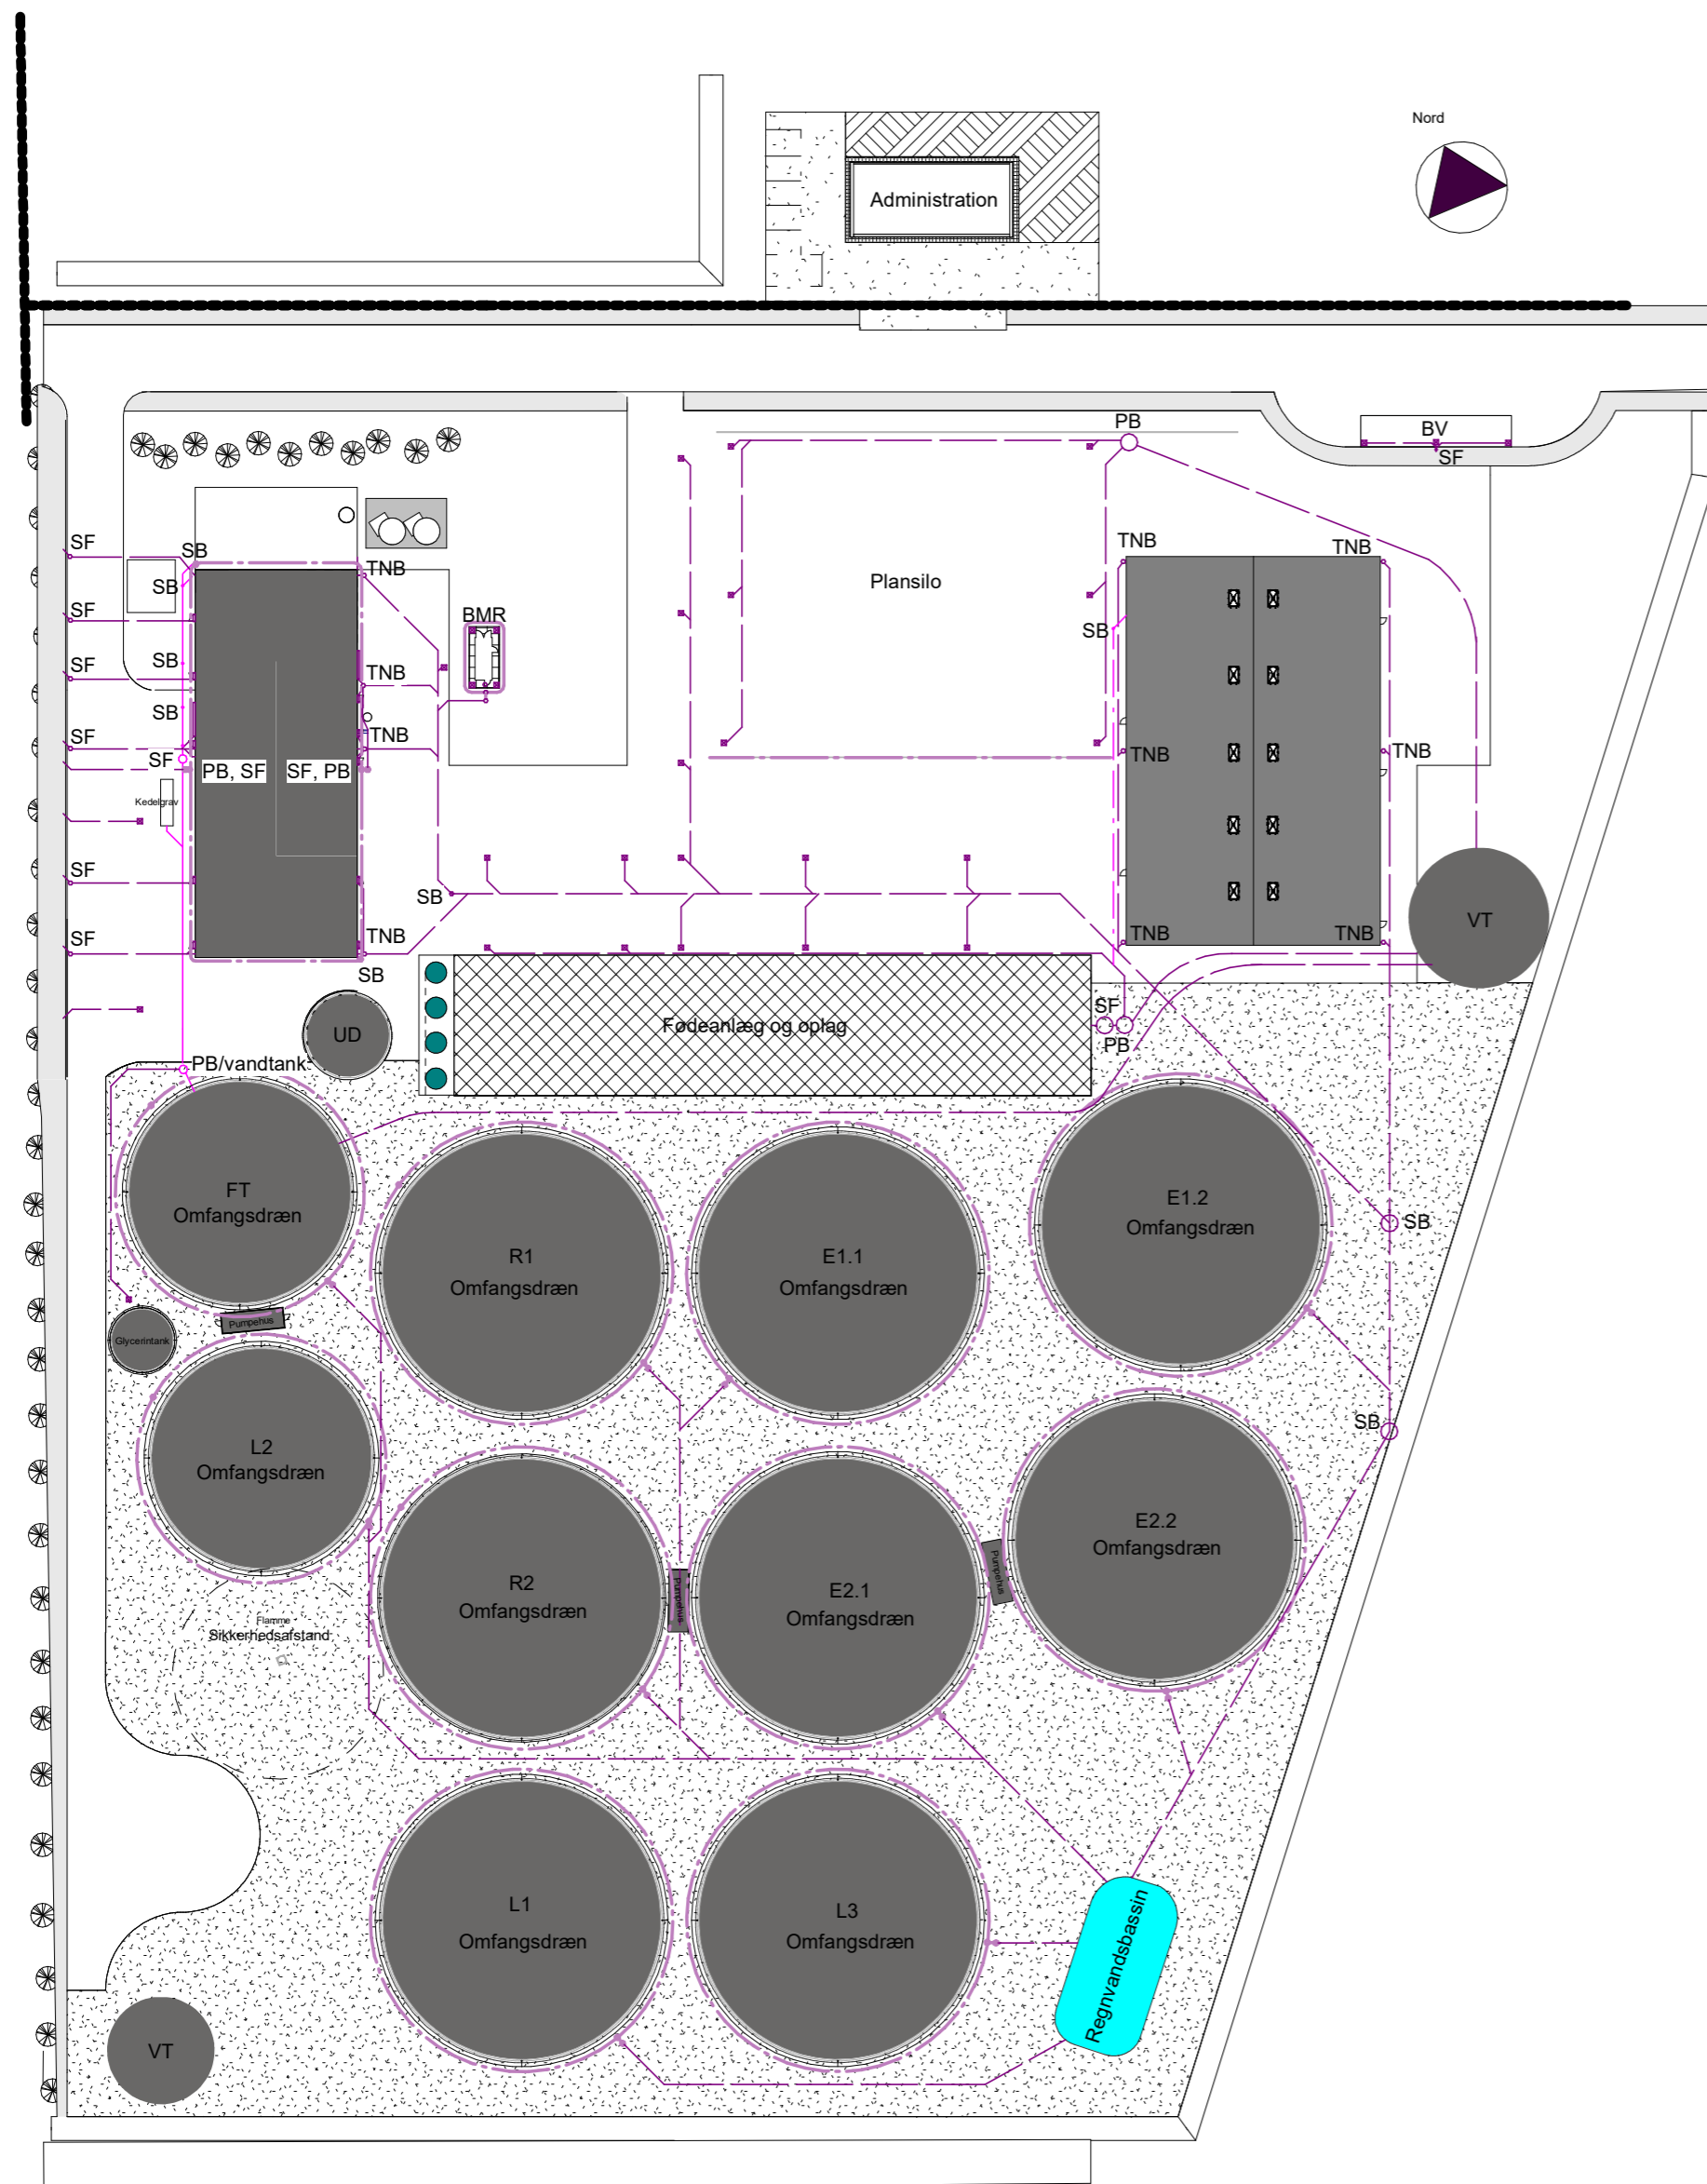 Nord
Administration
PB
BV
SF
SF
SB
TNB
TNB
TNB
SB
BMR
Plansilo
SF
SB
SF
SB
TNB
SB
SF
SF
TNB
TNB
TNB
PB, SF
SF, PB
Kedelgrav
SF
SB
VT
SF
TNB
TNB
TNB
SB
UD
Fødeanlæg og oplag
SF
PB
PB/vandtank
FT
Omfangsdræn
E1.2
Omfangsdræn
SB
R1
Omfangsdræn
E1.1
Omfangsdræn
Pumpehus
Glycerintank
SB
L2
Omfangsdræn
E2.2
Omfangsdræn
R2
Omfangsdræn
Pumpehus
E2.1
Omfangsdræn
Pumpehus
Flamme
Sikkerhedsafstand
L1
Omfangsdræn
L3
Omfangsdræn
Regnvandsbassin
VT